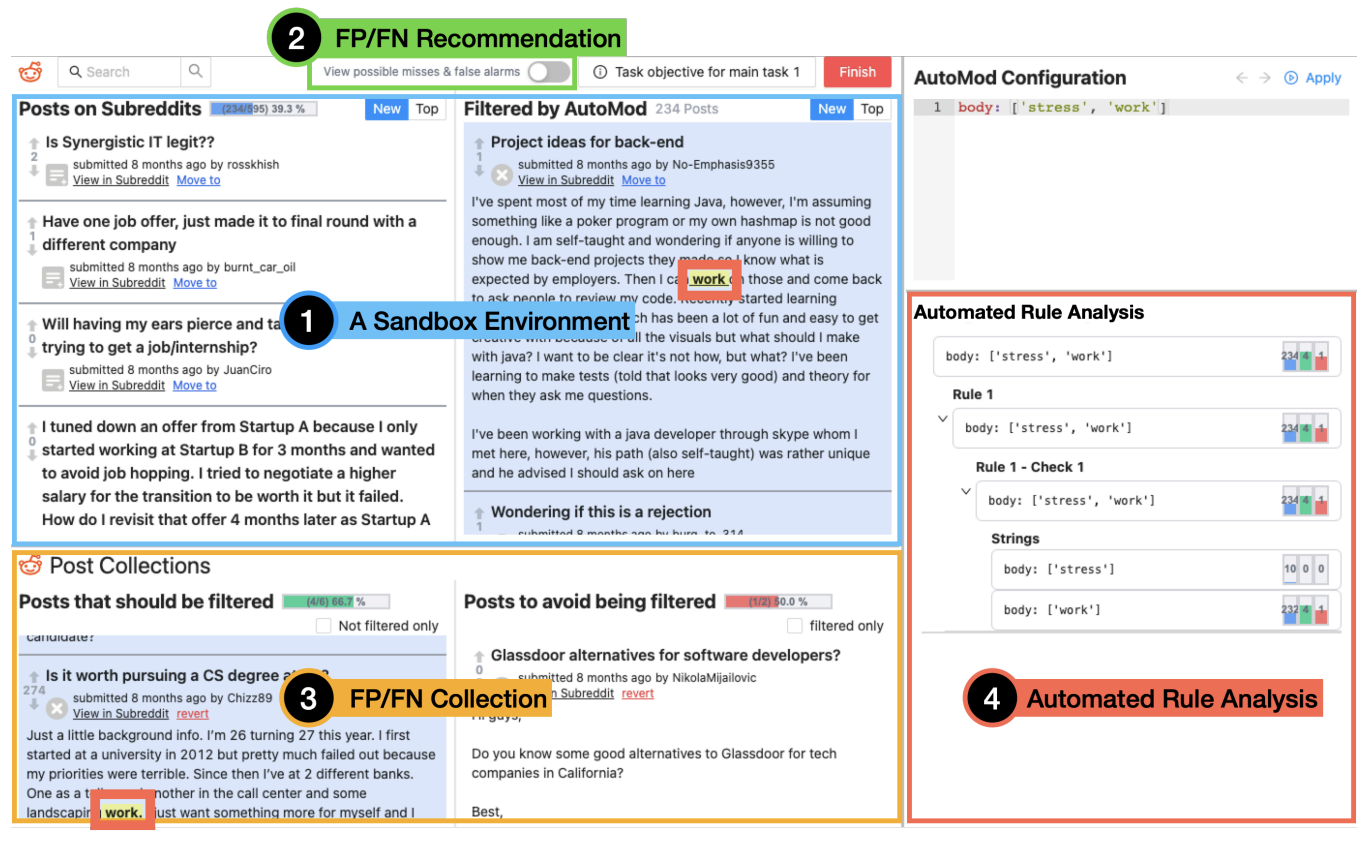 2 FP/FN Recommendation
Search
View possible misses & false alarms
Task objective for main task 1
Finish
Posts on Subreddits (234/595) 39.3 % New Top
Is Synergistic IT legit??
2
submitted 8 months ago by rosskhish
View in Subreddit Move to
Have one job offer, just made it to final round with a
different company
1
submitted 8 months ago by burnt_car_oil
View in Subreddit Move to
Will having my ears pierce and ta
trying to get a job/internship?
0
submitted 8 months ago by JuanCiro
View in Subreddit Move to
I tuned down an offer from Startup A because I only
started working at Startup B for 3 months and wanted
to avoid job hopping. I tried to negotiate a higher
salary for the transition to be worth it but it failed.
How do I revisit that offer 4 months later as Startup A
0
1 A Sandbox Environment
Filtered by AutoMod 234 Posts New Top
Project ideas for back-end
1
submitted 8 months ago by No-Emphasis9355
View in Subreddit Move to
I've spent most of my time learning Java, however, I'm assuming
something like a poker program or my own hashmap is not good
enough. I am self-taught and wondering if anyone is willing to
show me back-end projects they made so I know what is
expected by employers. Then I can work on those and come back
to ask people to review my code. Recently started learning
ch has been a lot of fun and easy to get
creative with because of all the visuals but what should I make
with java? I want to be clear it's not how, but what? I've been
learning to make tests (told that looks very good) and theory for
when they ask me questions.
I've been working with a java developer through skype whom I
met here, however, his path (also self-taught) was rather unique
and he advised I should ask on here
Wondering if this is a rejection
1
submitted 8 months ago by burg_to_314
Post Collections
Posts that should be filtered (4/6) 66.7 %
Not filtered only
candidate?
Is it worth pursuing a CS degree a
274
submitted 8 months ago by Chizz89
View in Subreddit revert
Just a little background info. I'm 26 turning 27 this year. I first
started at a university in 2012 but pretty much failed out because
my priorities were terrible. Since then I've at 2 different banks.
One as a t nother in the call center and some
landscaping work. just want something more for myself and I
3 FP/FN Collection
Posts to avoid being filtered (1/2) 50.0 %
filtered only
Glassdoor alternatives for software developers?
0
submitted 8 months ago by NikolaMijailovic
n Subreddit revert
Hi guys,
Do you know some good alternatives to Glassdoor for tech
companies in California?
Best,
AutoMod Configuration Apply
1 body: ['stress', 'work']
Automated Rule Analysis
body: ['stress', 'work'] 234 4 1
Rule 1
body: ['stress', 'work'] 234 4 1
Rule 1 - Check 1
body: ['stress', 'work'] 234 4 1
Strings
body: ['stress'] 10 0 0
body: ['work'] 232 4 1
4 Automated Rule Analysis